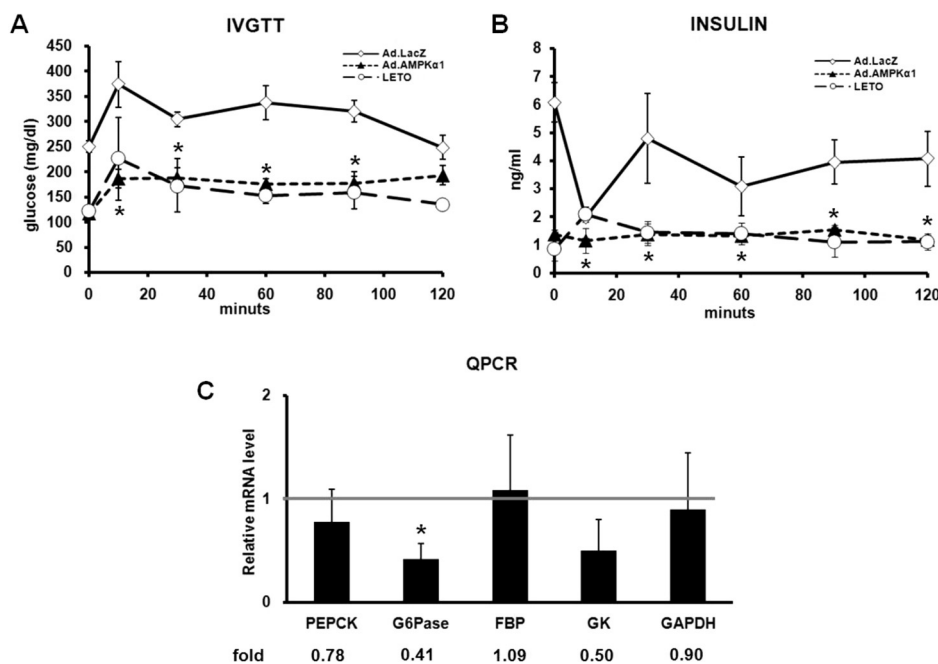 A
IVGTT
Ad.LacZ
Ad.AMPKα1
LETO
glucose (mg/dl)
450
400
350
300
250
200
150
100
50
0
*
*
*
*
0 20 40 60 80 100 120
minuts
B
INSULIN
Ad.LacZ
Ad.AMPKα1
LETO
ng/ml
8
7
6
5
4
3
2
1
0
*
*
*
*
*
0 20 40 60 80 100 120
minuts
C
QPCR
Relative mRNA level
2
1
0
*
PEPCK G6Pase FBP GK GAPDH
fold 0.78 0.41 1.09 0.50 0.90